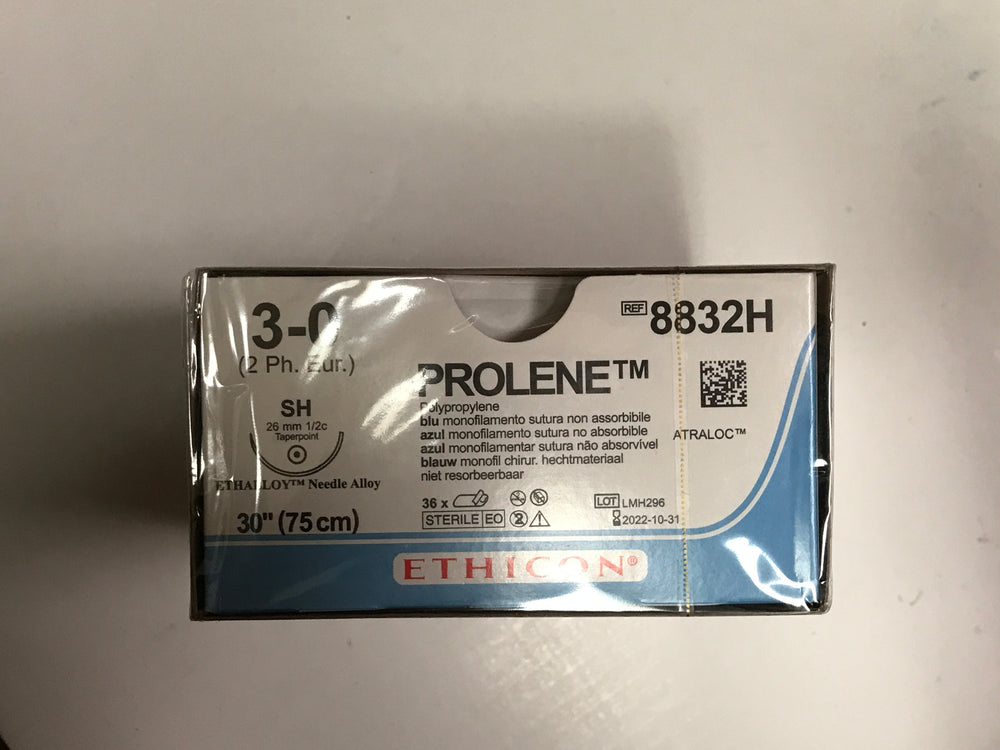 3-0
(2 Ph. Eur.)
SH
26 mm 1/2c
Taperpoint
ETHALLOY™ Needle Alloy
30" (75 cm)
PROLENE™
Polypropylene
blu monofilamento sutura non assorbibile
azul monofilamento sutura no absorbible
azul monofilamentar sutura não absorvível
blauw monofil chirur. hechtmateriaal
niet resorbeerbaar
36 x
STERILE EO 2
REF 8832H
ATRALOC™
LOT LMH296
2022-10-31
ETHICON®